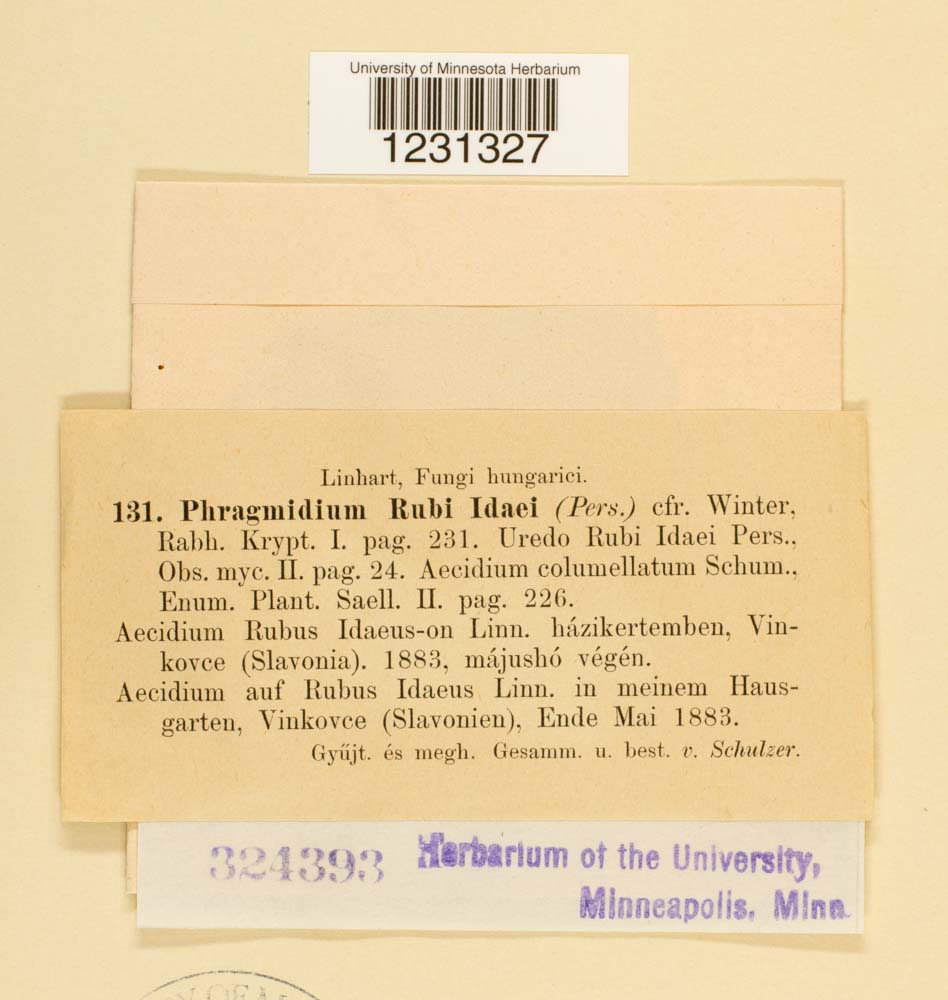 University of Minnesota Herbarium
1231327
Linhart, Fungi hungarici.
131. Phragmidium Rubi Idaei (Pers.) cfr. Winter,
Rabh. Krypt. I. pag. 231. Uredo Rubi Idaei Pers.,
Obs. myc. II. pag. 24. Aecidium columellatum Schum.,
Enum. Plant. Saell. II. pag. 226.
Aecidium Rubus Idaeus-on Linn. házikertemben, Vin-
kovce (Slavonia). 1883, májushó végén.
Aecidium auf Rubus Idaeus Linn. in meinem Haus-
garten, Vinkovce (Slavonien), Ende Mai 1883.
Gyűjt. és megh. Gesamm. u. best. v. Schulzer.
324393 Herbarium of the University,
Minneapolis, Minn.